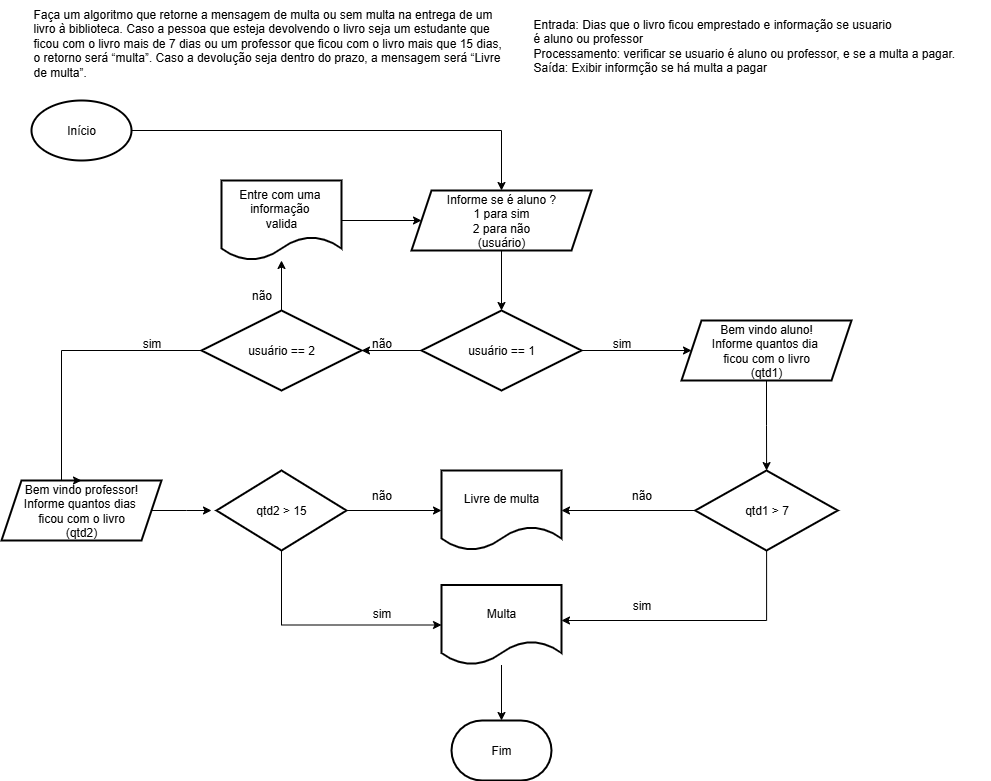 Faça um algoritmo que retorne a mensagem de multa ou sem multa na entrega de um
livro à biblioteca. Caso a pessoa que esteja devolvendo o livro seja um estudante que
ficou com o livro mais de 7 dias ou um professor que ficou com o livro mais que 15 dias,
o retorno será “multa”. Caso a devolução seja dentro do prazo, a mensagem será “Livre
de multa”.
Entrada: Dias que o livro ficou emprestado e informação se usuario
é aluno ou professor
Processamento: verificar se usuario é aluno ou professor, e se a multa a pagar.
Saída: Exibir informção se há multa a pagar
Início
Entre com uma
informação
valida
Informe se é aluno ?
1 para sim
2 para não
(usuário)
não
sim
usuário == 2
não
usuário == 1
sim
Bem vindo aluno!
Informe quantos dia
ficou com o livro
(qtd1)
Bem vindo professor!
Informe quantos dias
ficou com o livro
(qtd2)
qtd2 > 15
não
Livre de multa
não
qtd1 > 7
sim
Multa
sim
Fim